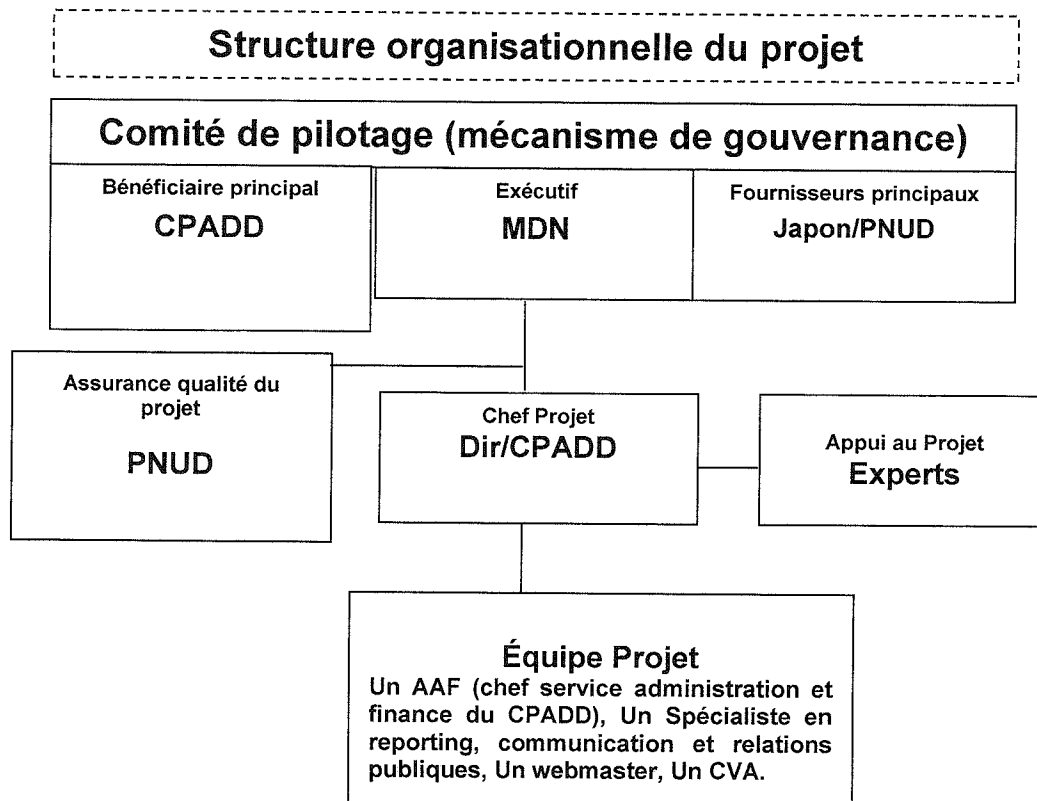 Structure organisationnelle du projet
Comité de pilotage (mécanisme de gouvernance)
Bénéficiaire principal
CPADD
Exécutif
MDN
Fournisseurs principaux
Japon/PNUD
Assurance qualité du
projet
PNUD
Chef Projet
Dir/CPADD
Appui au Projet
Experts
Équipe Projet
Un AAF (chef service administration et
finance du CPADD), Un Spécialiste en
reporting, communication et relations
publiques, Un webmaster, Un CVA.